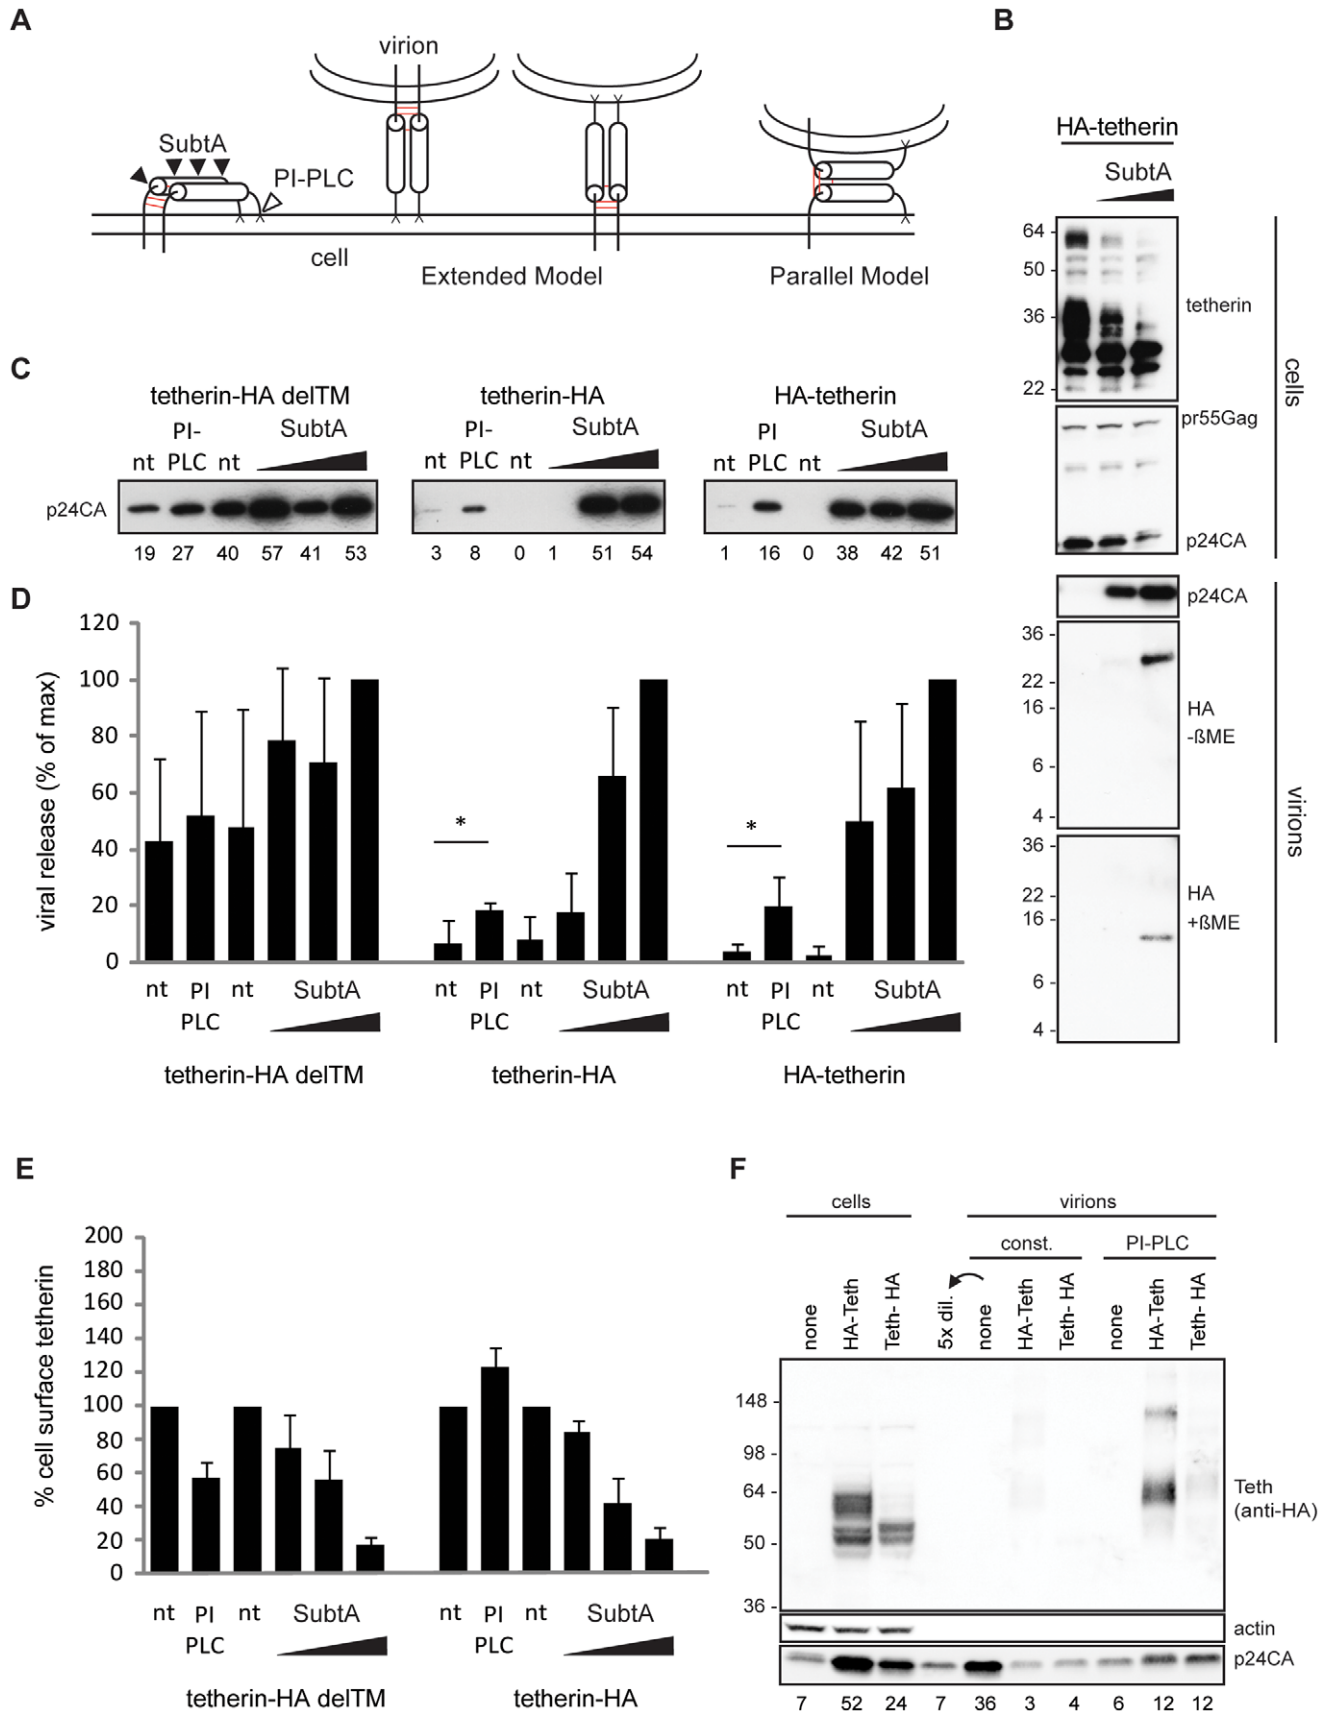 A
virion
SubtA
PI-PLC
cell
Extended Model
Parallel Model
B
HA-tetherin
SubtA
64 -
50 -
36 -
22 -
tetherin
pr55Gag
p24CA
cells
p24CA
36 -
22 -
16 -
6 -
4 -
HA
-ßME
36 -
22 -
16 -
6 -
4 -
HA
+ßME
virions
C
tetherin-HA delTM
tetherin-HA
HA-tetherin
PI-
SubtA
PI-
SubtA
PI
SubtA
nt PLC nt
nt PLC nt
nt PLC nt
p24CA
19 27 40 57 41 53
3 8 0 1 51 54
1 16 0 38 42 51
D
viral release (% of max)
120
100
80
60
40
20
0
*
*
nt PI nt SubtA
PLC
nt PI nt SubtA
PLC
nt PI nt SubtA
PLC
tetherin-HA delTM
tetherin-HA
HA-tetherin
E
% cell surface tetherin
200
180
160
140
120
100
80
60
40
20
0
nt PI nt SubtA
PLC
nt PI nt SubtA
PLC
tetherin-HA delTM
tetherin-HA
F
cells
virions
const.
PI-PLC
none
HA-Teth
Teth- HA
5x dil.
none
HA-Teth
Teth- HA
none
HA-Teth
Teth- HA
148 -
98 -
64 -
50 -
36 -
Teth
(anti-HA)
actin
p24CA
7 52 24 7 36 3 4 6 12 12